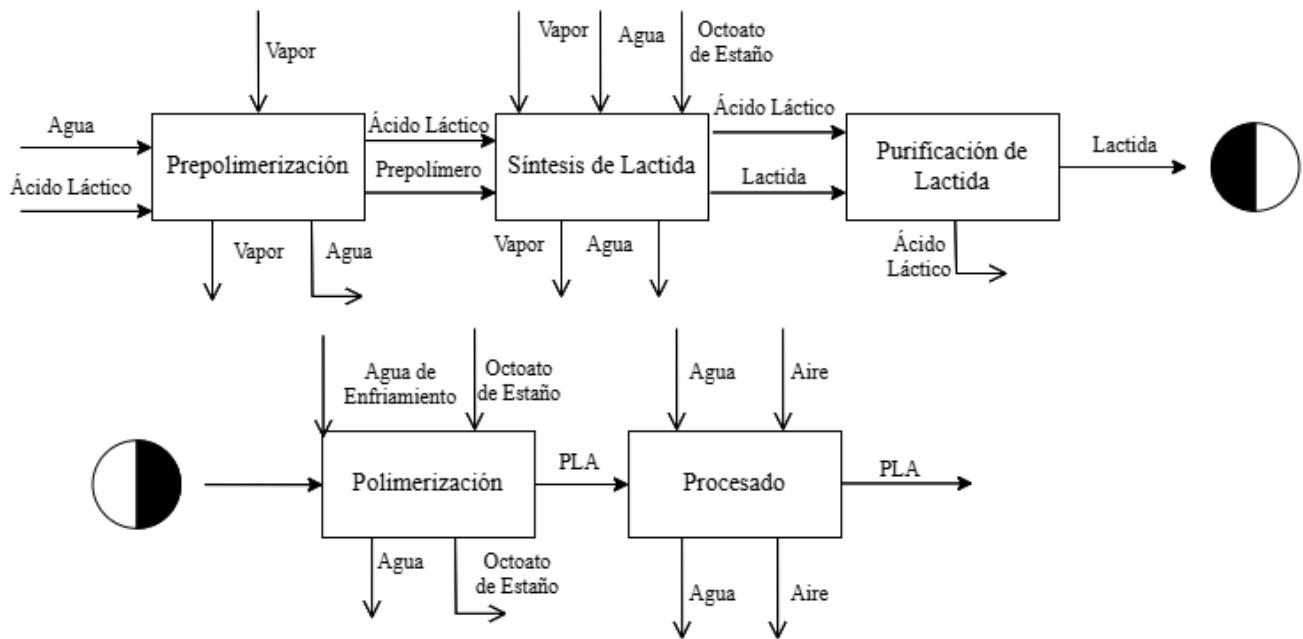 Vapor
Agua
Ácido Láctico
Prepolimerización
Vapor
Agua
Ácido Láctico
Prepolímero
Vapor
Agua
Octoato
de Estaño
Síntesis de Lactida
Vapor
Agua
Ácido Láctico
Lactida
Purificación de
Lactida
Ácido
Láctico
Lactida
Agua de
Enfriamiento
Octoato
de Estaño
Polimerización
Agua
Octoato
de Estaño
PLA
Agua
Aire
Procesado
Agua
Aire
PLA